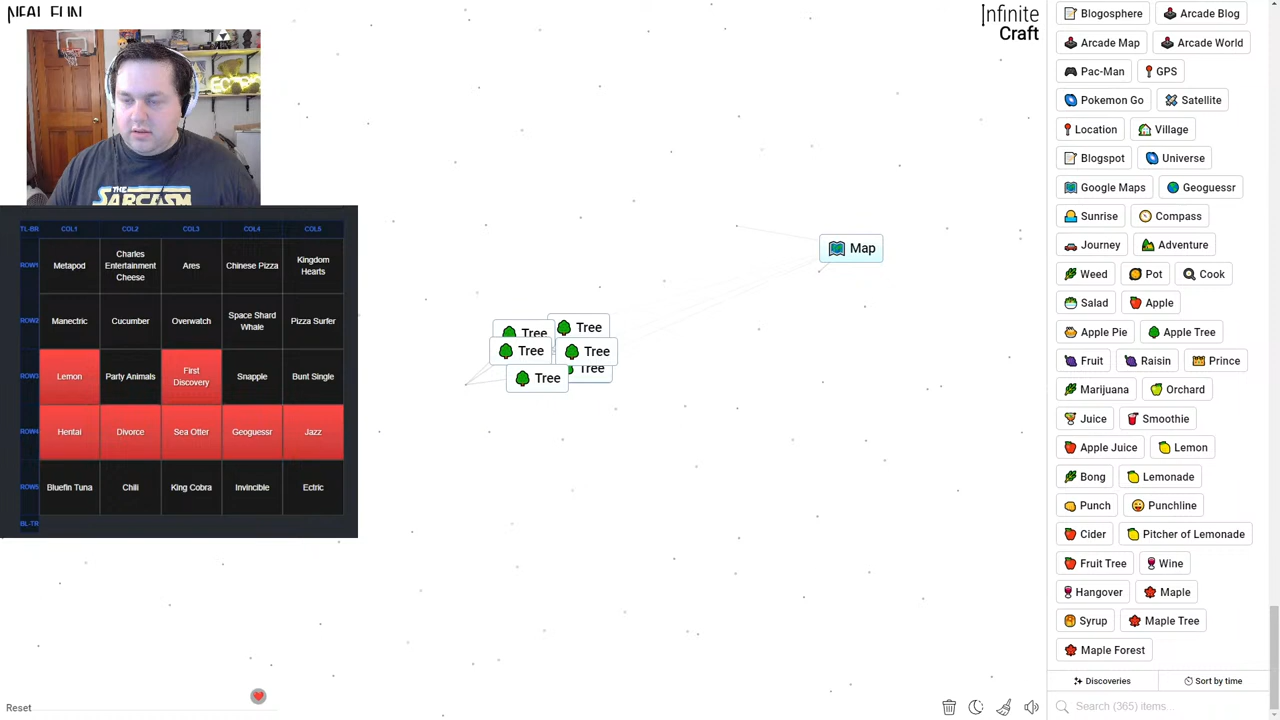 NEAL.FUN
Infinite
Craft
THE
SARCASM
TL-BR COL1 COL2 COL3 COL4 COL5
ROW1 Metapod Charles Entertainment Cheese Ares Chinese Pizza Kingdom Hearts
ROW2 Manectric Cucumber Overwatch Space Shard Whale Pizza Surfer
ROW3 Lemon Party Animals First Discovery Snapple Bunt Single
ROW4 Hentai Divorce Sea Otter Geoguessr Jazz
ROW5 Bluefin Tuna Chili King Cobra Invincible Ectric
BL-TR
Map
Tree Tree
Tree Tree
Tree
Tree
Blogosphere Arcade Blog
Arcade Map Arcade World
Pac-Man GPS
Pokemon Go Satellite
Location Village
Blogspot Universe
Google Maps Geoguessr
Sunrise Compass
Journey Adventure
Weed Pot Cook
Salad Apple
Apple Pie Apple Tree
Fruit Raisin Prince
Marijuana Orchard
Juice Smoothie
Apple Juice Lemon
Bong Lemonade
Punch Punchline
Cider Pitcher of Lemonade
Fruit Tree Wine
Hangover Maple
Syrup Maple Tree
Maple Forest
Discoveries Sort by time
Search (365) items...
Reset